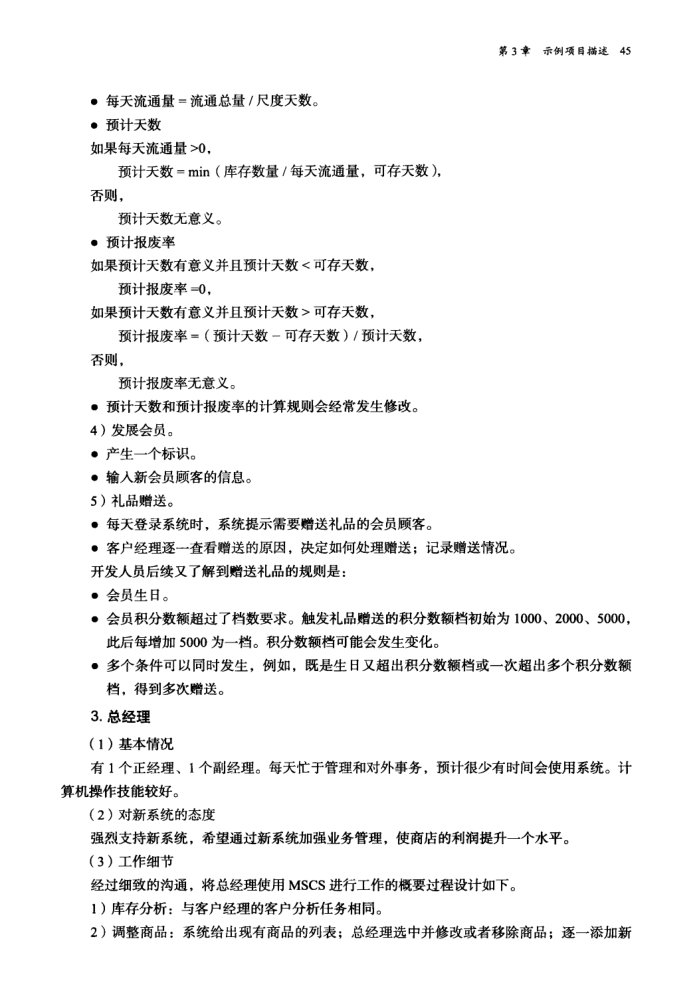 第 3 章 示例项目描述 45
● 每天流通量 = 流通总量 / 尺度天数。
● 预计天数
如果每天流通量 >0，
预计天数 = min（库存数量 / 每天流通量，可存天数），
否则，
预计天数无意义。
● 预计报废率
如果预计天数有意义并且预计天数 < 可存天数，
预计报废率 =0，
如果预计天数有意义并且预计天数 > 可存天数，
预计报废率 =（预计天数 − 可存天数）/ 预计天数，
否则，
预计报废率无意义。
● 预计天数和预计报废率的计算规则会经常发生修改。
4）发展会员。
● 产生一个标识。
● 输入新会员顾客的信息。
5）礼品赠送。
● 每天登录系统时，系统提示需要赠送礼品的会员顾客。
● 客户经理逐一查看赠送的原因，决定如何处理赠送；记录赠送情况。
开发人员后续又了解到赠送礼品的规则是：
● 会员生日。
● 会员积分数额超过了档数要求。触发礼品赠送的积分数额档初始为 1000、2000、5000，
此后每增加 5000 为一档。积分数额档可能会发生变化。
● 多个条件可以同时发生，例如，既是生日又超出积分数额档或一次超出多个积分数额
档，得到多次赠送。
3. 总经理
（1）基本情况
有 1 个正经理、1 个副经理。每天忙于管理和对外事务，预计很少有时间会使用系统。计
算机操作技能较好。
（2）对新系统的态度
强烈支持新系统，希望通过新系统加强业务管理，使商店的利润提升一个水平。
（3）工作细节
经过细致的沟通，将总经理使用 MSCS 进行工作的概要过程设计如下。
1）库存分析：与客户经理的客户分析任务相同。
2）调整商品：系统给出现有商品的列表；总经理选中并修改或者移除商品；逐一添加新